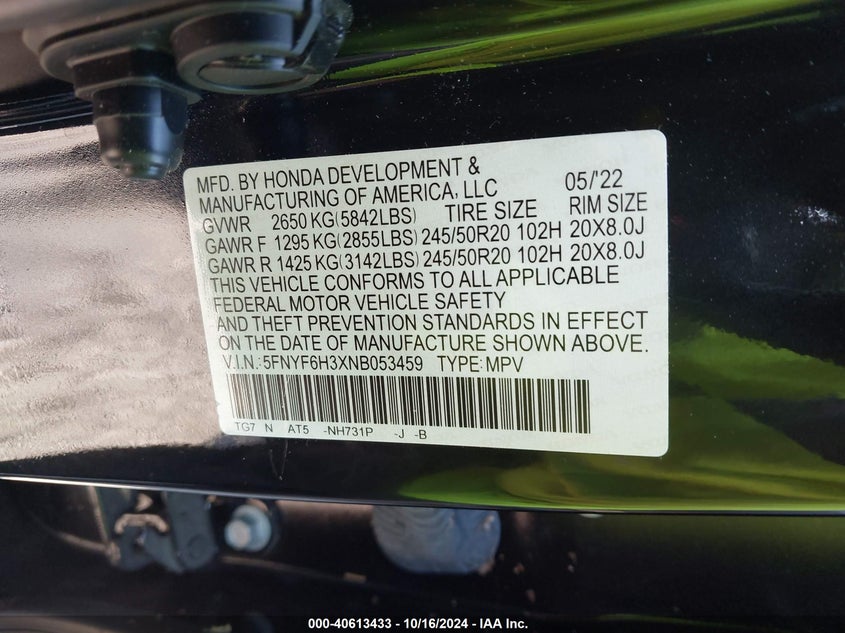 MFD. BY HONDA DEVELOPMENT & MANUFACTURING OF AMERICA, LLC 05/'22
GVWR 2650 KG(5842LBS) TIRE SIZE RIM SIZE
GAWR F 1295 KG(2855LBS) 245/50R20 102H 20X8.0J
GAWR R 1425 KG(3142LBS) 245/50R20 102H 20X8.0J
THIS VEHICLE CONFORMS TO ALL APPLICABLE
FEDERAL MOTOR VEHICLE SAFETY
AND THEFT PREVENTION STANDARDS IN EFFECT
ON THE DATE OF MANUFACTURE SHOWN ABOVE.
V.I.N.: 5FNYF6H3XNB053459 TYPE: MPV
TG7 N AT5 -NH731P -J -B
000-40613433 - 10/16/2024 - IAA Inc.